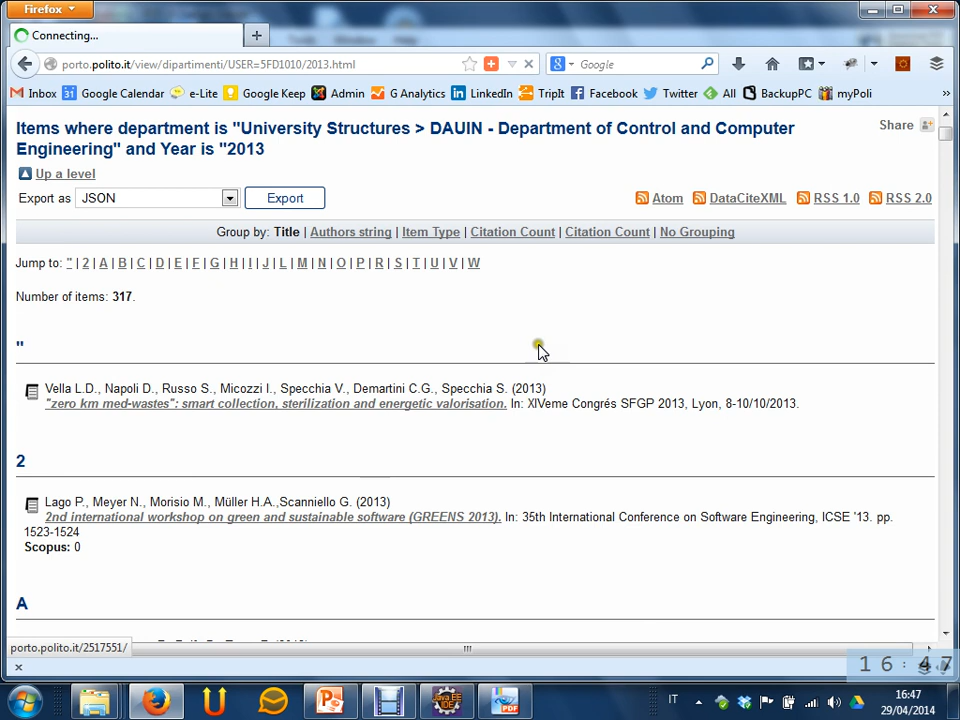 Firefox
Connecting...
porto.polito.it/view/dipartimenti/USER=5FD1010/2013.html
Google
Inbox Google Calendar e-Lite Google Keep Admin G Analytics LinkedIn TripIt Facebook Twitter All BackupPC myPoli »
Items where department is "University Structures > DAUIN - Department of Control and Computer
Engineering" and Year is "2013
Share
Up a level
Export as JSON Export
Atom DataCiteXML RSS 1.0 RSS 2.0
Group by: Title | Authors string | Item Type | Citation Count | Citation Count | No Grouping
Jump to: " | 2 | A | B | C | D | E | F | G | H | I | J | L | M | N | O | P | R | S | T | U | V | W
Number of items: 317.
"
Vella L.D., Napoli D., Russo S., Micozzi I., Specchia V., Demartini C.G., Specchia S. (2013)
"zero km med-wastes": smart collection, sterilization and energetic valorisation. In: XIVeme Congrés SFGP 2013, Lyon, 8-10/10/2013.
2
Lago P., Meyer N., Morisio M., Müller H.A.,Scanniello G. (2013)
2nd international workshop on green and sustainable software (GREENS 2013). In: 35th International Conference on Software Engineering, ICSE '13. pp.
1523-1524
Scopus: 0
A
porto.polito.it/2517551/
16:47
IT
16:47
29/04/2014